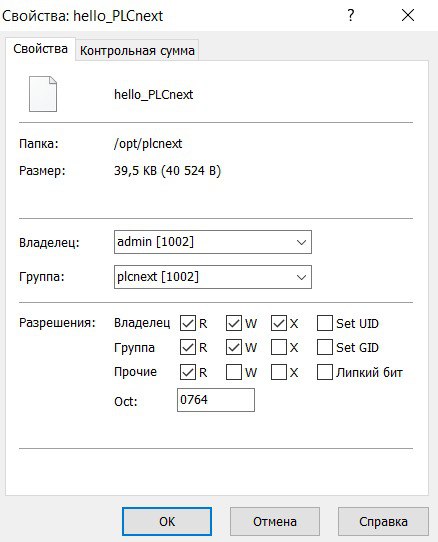 Свойства: hello_PLCnext ? ×
Свойства Контрольная сумма
hello_PLCnext
Папка: /opt/plcnext
Размер: 39,5 KB (40 524 B)
Владелец: admin [1002]
Группа: plcnext [1002]
Разрешения: Владелец R W X Set UID
Группа R W X Set GID
Прочие R W X Липкий бит
Oct: 0764
OK Отмена Справка